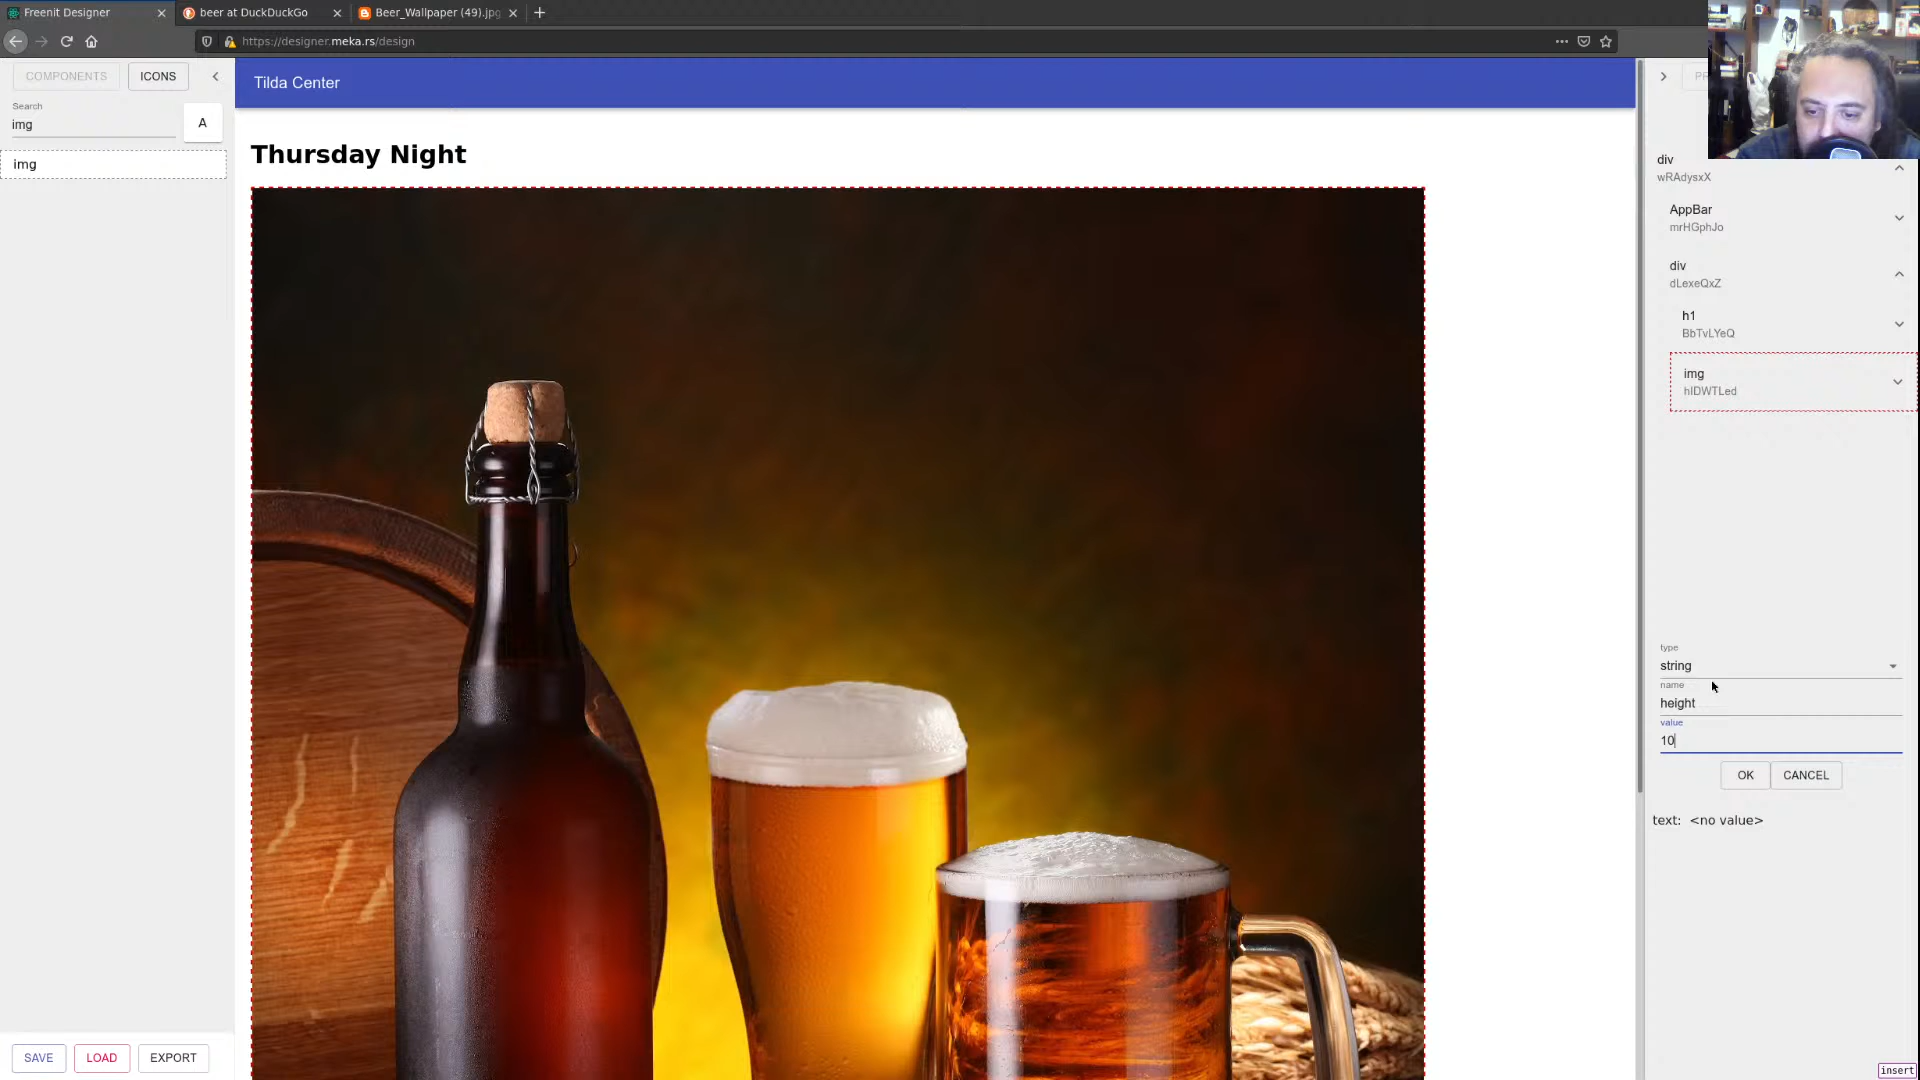 Freenit Designer
beer at DuckDuckGo
Beer_Wallpaper (49).jpg
https://designer.meka.rs/design
COMPONENTS
ICONS
Search
img
A
img
Tilda Center
Thursday Night
div
wRAdysxX
AppBar
mrHGphJo
div
dLexeQxZ
h1
BbTvLYeQ
img
hIDWTLed
type
string
name
height
value
10
OK
CANCEL
text: <no value>
SAVE
LOAD
EXPORT
insert